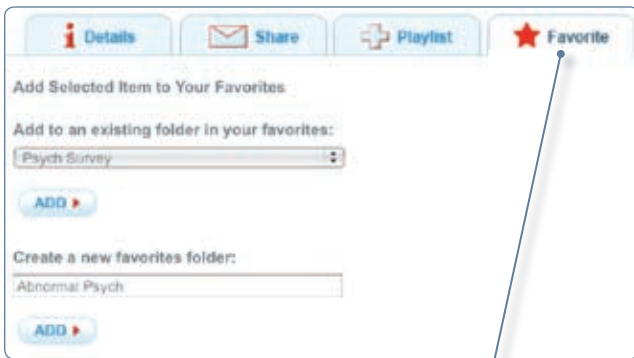 Details Share Playlist Favorite
Add Selected Item to Your Favorites
Add to an existing folder in your favorites:
Psych Survey
ADD
Create a new favorites folder:
Abnormal Psych
ADD